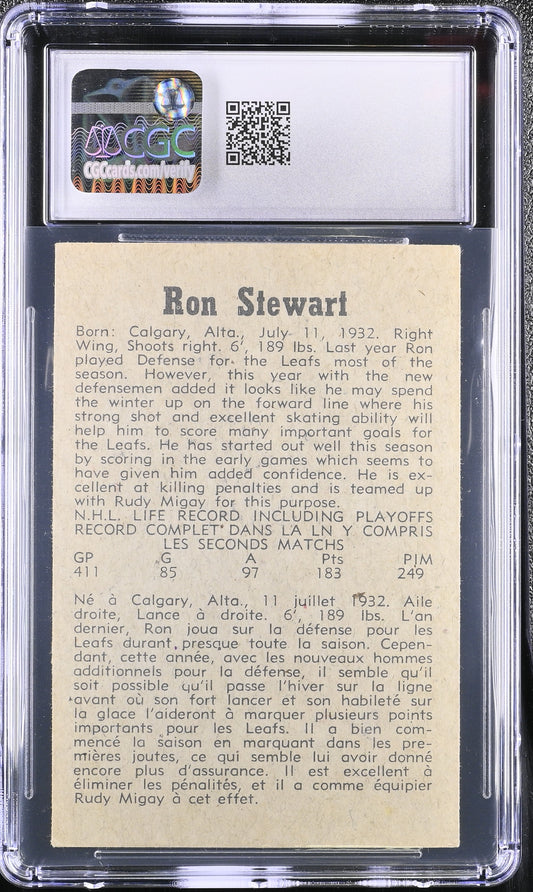 CGC
CGCcards.com/verify
Ron Stewart
Born: Calgary, Alta., July 11, 1932. Right
Wing, Shoots right. 6', 189 lbs. Last year Ron
played Defense for the Leafs most of the
season. However, this year with the new
defensemen added it looks like he may spend
the winter up on the forward line where his
strong shot and excellent skating ability will
help him to score many important goals for
the Leafs. He has started out well this season
by scoring in the early games which seems to
have given him added confidence. He is ex-
cellent at killing penalties and is teamed up
with Rudy Migay for this purpose.
N.H.L. LIFE RECORD INCLUDING PLAYOFFS
RECORD COMPLET DANS LA LN Y COMPRIS
LES SECONDS MATCHS
GP G A Pts PIM
411 85 97 183 249
Né à Calgary, Alta., 11 juillet 1932. Aile
droite, Lance à droite. 6', 189 lbs. L'an
dernier, Ron joua sur la défense pour les
Leafs durant presque toute la saison. Cepen-
dant, cette année, avec les nouveaux hommes
additionnels pour la défense, il semble qu'il
soit possible qu'il passe l'hiver sur la ligne
avant où son fort lancer et son habileté sur
la glace l'aideront à marquer plusieurs points
importants pour les Leafs. Il a bien com-
mencé la saison en marquant dans les pre-
mières joutes, ce qui semble lui avoir donné
encore plus d'assurance. Il est excellent à
éliminer les pénalités, et il a comme équipier
Rudy Migay à cet effet.